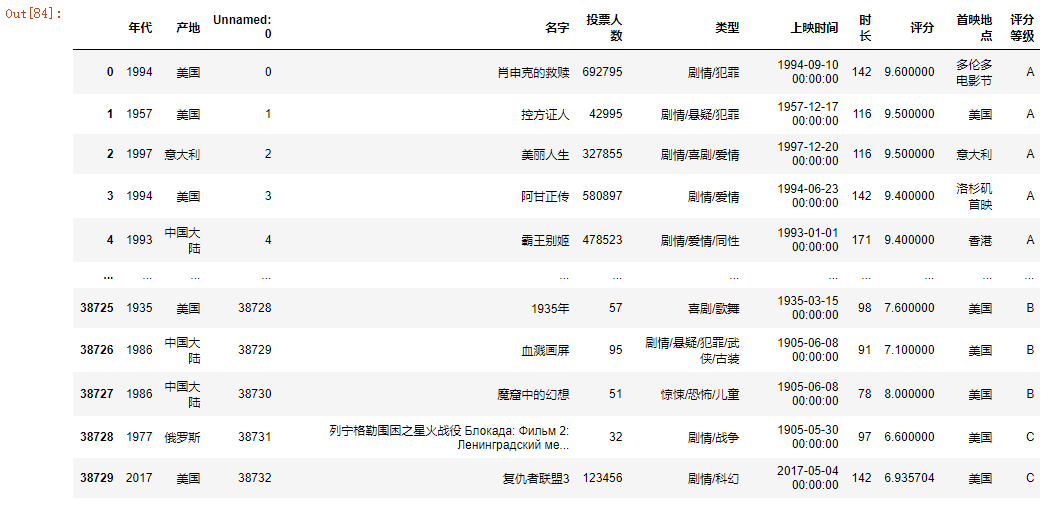 Out[84]:
年代 产地 Unnamed: 0 名字 投票人数 类型 上映时间 时长 评分 首映地点 评分等级
0 1994 美国 0 肖申克的救赎 692795 剧情/犯罪 1994-09-10 00:00:00 142 9.600000 多伦多电影节 A
1 1957 美国 1 控方证人 42995 剧情/悬疑/犯罪 1957-12-17 00:00:00 116 9.500000 美国 A
2 1997 意大利 2 美丽人生 327855 剧情/喜剧/爱情 1997-12-20 00:00:00 116 9.500000 意大利 A
3 1994 美国 3 阿甘正传 580897 剧情/爱情 1994-06-23 00:00:00 142 9.400000 洛杉矶首映 A
4 1993 中国大陆 4 霸王别姬 478523 剧情/爱情/同性 1993-01-01 00:00:00 171 9.400000 香港 A
... ... ... ... ... ... ... ... ... ... ... ...
38725 1935 美国 38728 1935年 57 喜剧/歌舞 1935-03-15 00:00:00 98 7.600000 美国 B
38726 1986 中国大陆 38729 血溅画屏 95 剧情/悬疑/犯罪/武侠/古装 1905-06-08 00:00:00 91 7.100000 美国 B
38727 1986 中国大陆 38730 魔窟中的幻想 51 惊悚/恐怖/儿童 1905-06-08 00:00:00 78 8.000000 美国 B
38728 1977 俄罗斯 38731 列宁格勒围困之星火战役 Блокада: Фильм 2: Ленинградский ме... 32 剧情/战争 1905-05-30 00:00:00 97 6.600000 美国 C
38729 2017 美国 38732 复仇者联盟3 123456 剧情/科幻 2017-05-04 00:00:00 142 6.935704 美国 C